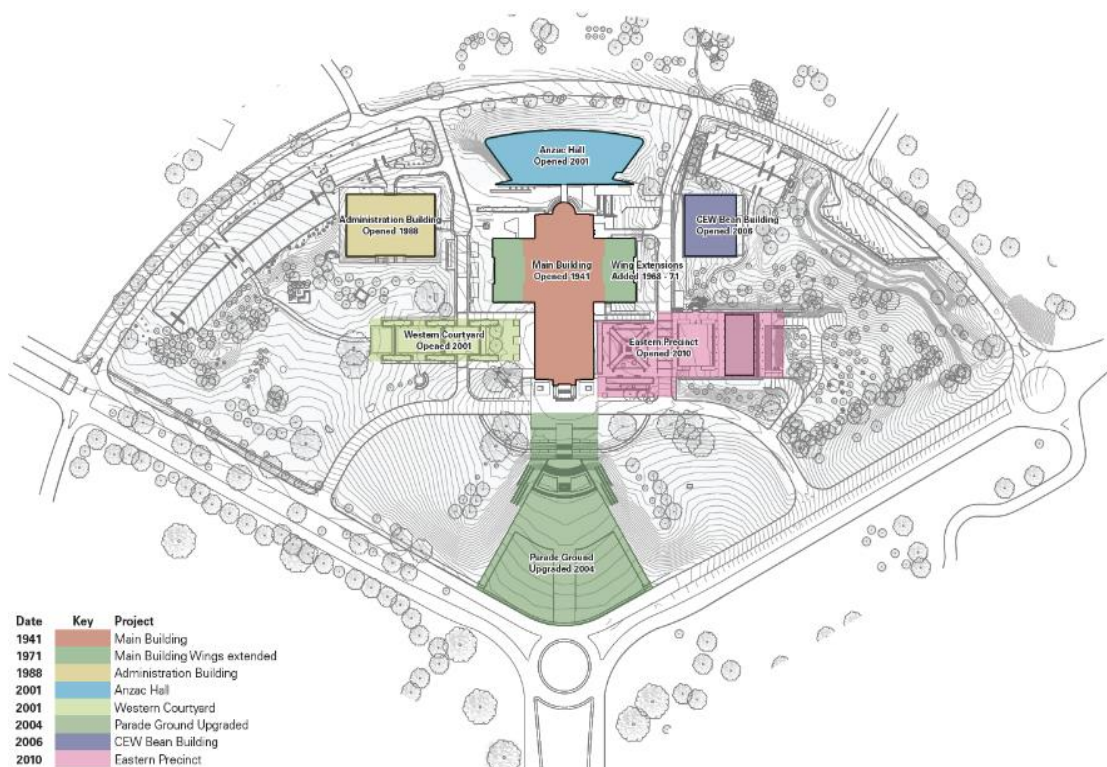 Anzac Hall
Opened 2001
Administration Building
Opened 1988
CEW Bean Building
Opened 2006
Main Building
Opened 1941
Wing Extensions
Added 1968 - 71
Western Courtyard
Opened 2001
Eastern Precinct
Opened 2010
Parade Ground
Upgraded 2004
Date Key Project
1941 Main Building
1971 Main Building Wings extended
1988 Administration Building
2001 Anzac Hall
2001 Western Courtyard
2004 Parade Ground Upgraded
2006 CEW Bean Building
2010 Eastern Precinct